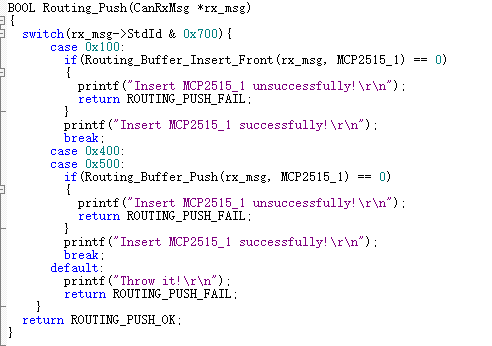 BOOL Routing_Push(CanRxMsg *rx_msg)
{
  switch(rx_msg->StdId & 0x700){
      case 0x100:
        if(Routing_Buffer_Insert_Front(rx_msg, MCP2515_1) == 0)
        {
          printf("Insert MCP2515_1 unsuccessfully!\r\n");
          return ROUTING_PUSH_FAIL;
        }
        printf("Insert MCP2515_1 successfully!\r\n");
        break;
      case 0x400:
      case 0x500:
        if(Routing_Buffer_Push(rx_msg, MCP2515_1) == 0)
        {
          printf("Insert MCP2515_1 unsuccessfully!\r\n");
          return ROUTING_PUSH_FAIL;
        }
        printf("Insert MCP2515_1 successfully!\r\n");
        break;
      default:
        printf("Throw it!\r\n");
        return ROUTING_PUSH_FAIL;
    }
  return ROUTING_PUSH_OK;
}